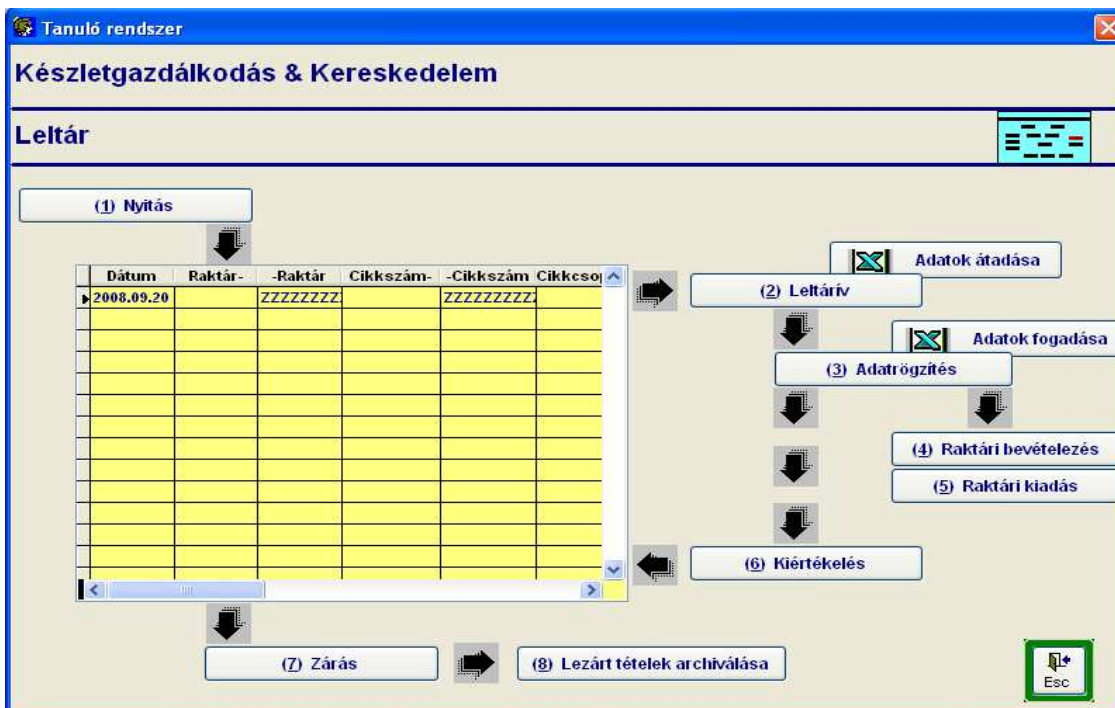 Tanuló rendszer
Készletgazdálkodás & Kereskedelem
Leltár
(1) Nyitás
Dátum Raktár- -Raktár Cikkszám- -Cikkszám Cikkcsop
2008.09.20 ZZZZZZZZZ ZZZZZZZZZZ
Adatok átadása
(2) Leltárív
Adatok fogadása
(3) Adatrögzítés
(4) Raktári bevételezés
(5) Raktári kiadás
(6) Kiértékelés
(7) Zárás
(8) Lezárt tételek archiválása
Esc